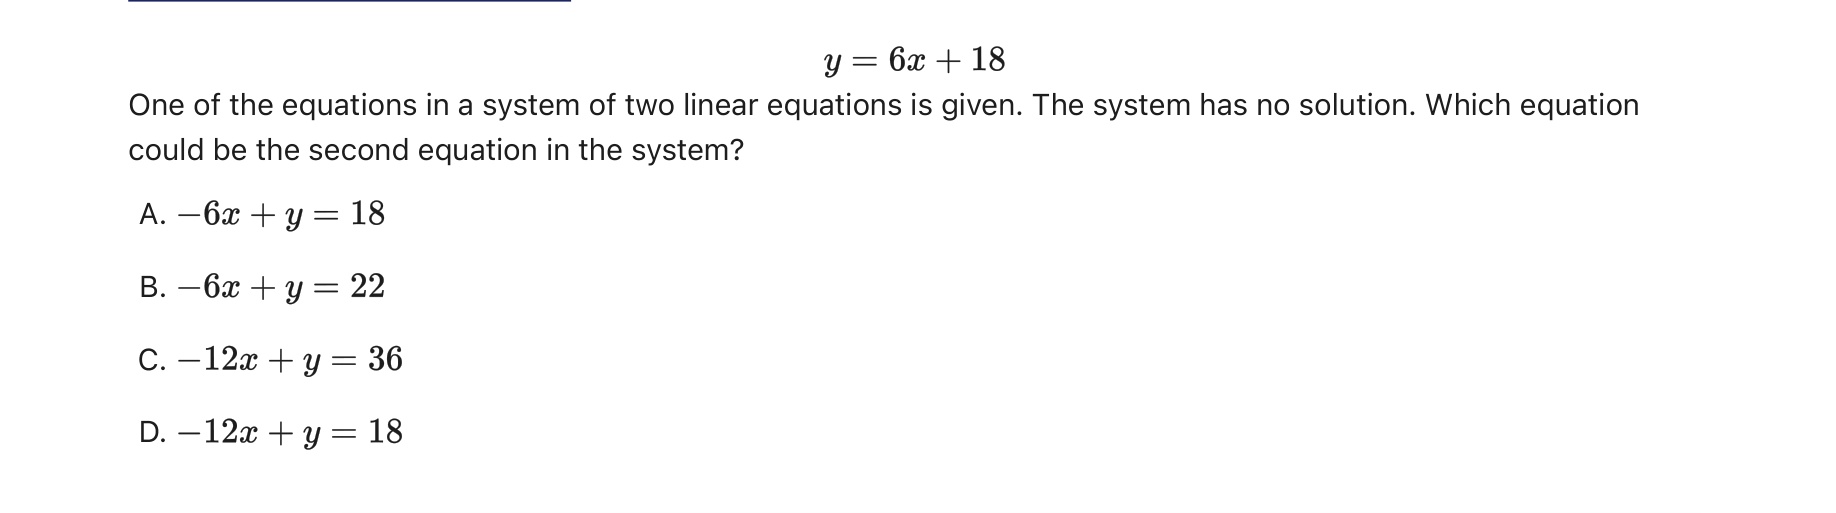 y = 6x + 18
One of the equations in a system of two linear equations is given. The system has no solution. Which equation
could be the second equation in the system?
A. −6x + y = 18
B. −6x + y = 22
C. −12x + y = 36
D. −12x + y = 18